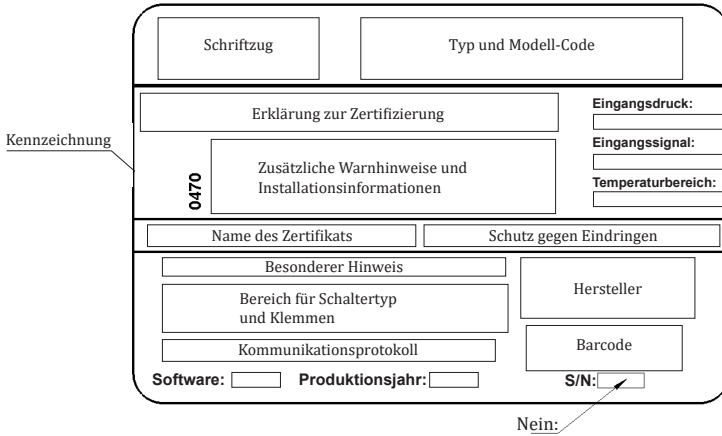 Schriftzug
Typ und Modell-Code
Erklärung zur Zertifizierung
Eingangsdruck:
Kennzeichnung
Eingangssignal:
0470
Zusätzliche Warnhinweise und
Installationsinformationen
Temperaturbereich:
Name des Zertifikats
Schutz gegen Eindringen
Besonderer Hinweis
Hersteller
Bereich für Schaltertyp
und Klemmen
Kommunikationsprotokoll
Barcode
Software:
Produktionsjahr:
S/N:
Nein: